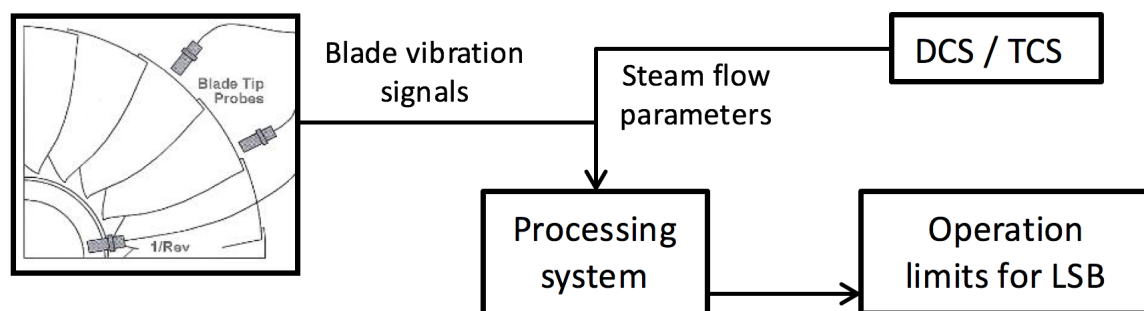 Blade Tip
Probes
1/Rev
Blade vibration
signals
Steam flow
parameters
DCS / TCS
Processing
system
Operation
limits for LSB